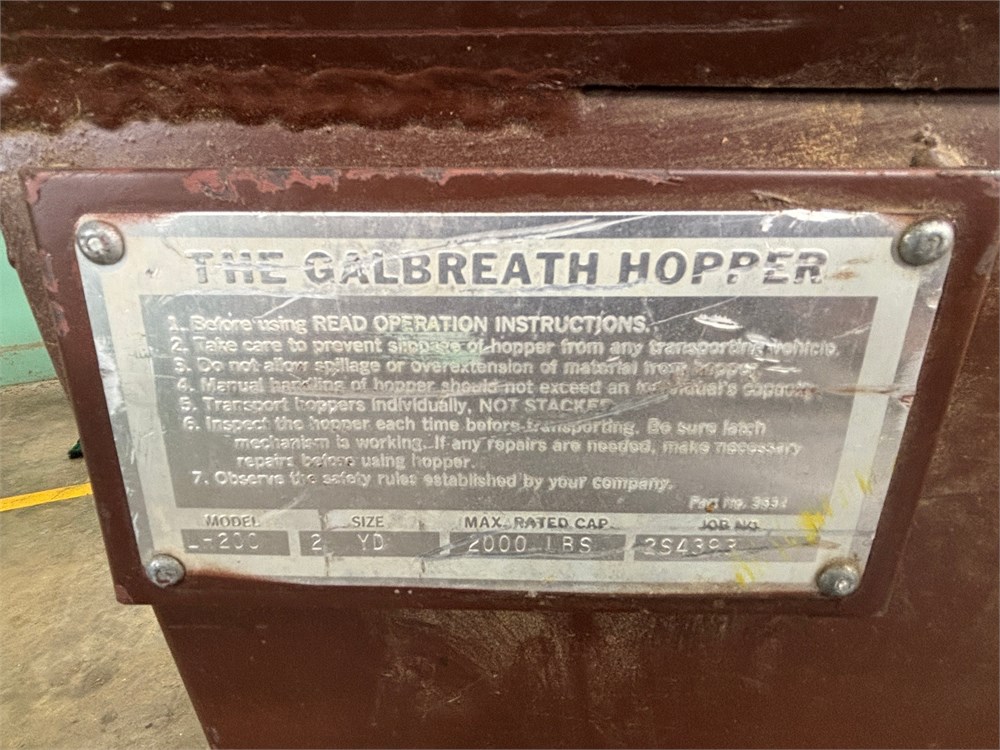 THE GALBREATH HOPPER
1. Before using READ OPERATION INSTRUCTIONS.
2. Take care to prevent slippage of hopper from any transporting vehicle.
3. Do not allow spillage or overextension of material from hopper.
4. Manual handling of hopper should not exceed an individual's capacity.
5. Transport hoppers individually, NOT STACKED.
6. Inspect the hopper each time before transporting. Be sure latch
mechanism is working. If any repairs are needed, make necessary
repairs before using hopper.
7. Observe the safety rules established by your company.
Part No.
MODEL SIZE MAX. RATED CAP. JOB NO.
L-200 2 YD 2000 LBS